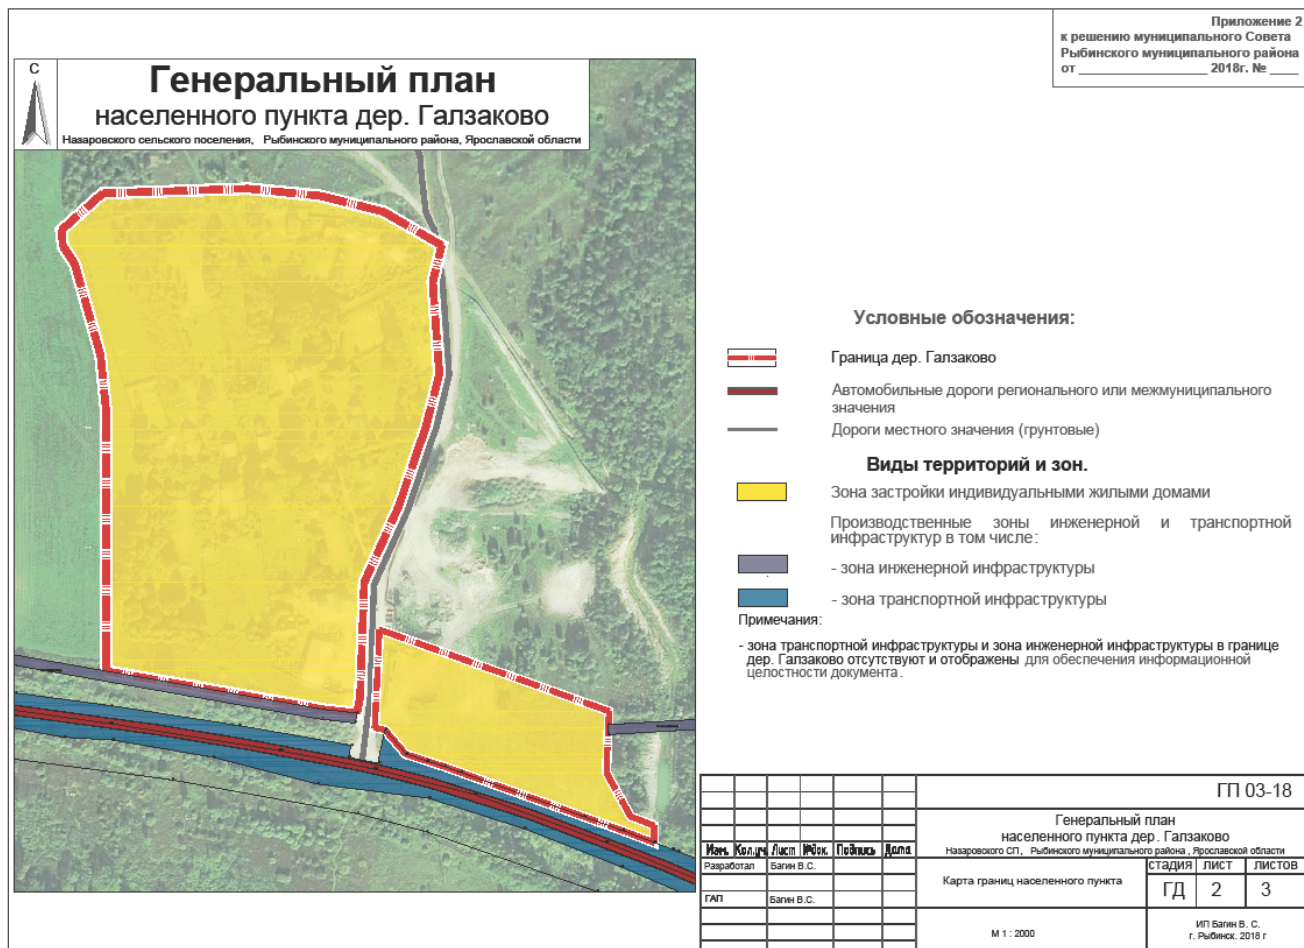 Приложение 2
к решению муниципального Совета
Рыбинского муниципального района
от ____________________ 2018г. № ____
С
Генеральный план
населенного пункта дер. Галзаково
Назаровского сельского поселения, Рыбинского муниципального района, Ярославской области
Условные обозначения:
Граница дер. Галзаково
Автомобильные дороги регионального или межмуниципального
значения
Дороги местного значения (грунтовые)
Виды территорий и зон.
Зона застройки индивидуальными жилыми домами
Производственные зоны инженерной и транспортной
инфраструктур в том числе:
- зона инженерной инфраструктуры
- зона транспортной инфраструктуры
Примечания:
- зона транспортной инфраструктуры и зона инженерной инфраструктуры в границе
дер. Галзаково отсутствуют и отображены для обеспечения информационной
целостности документа.
ГП 03-18
Генеральный план
населенного пункта дер. Галзаково
Назаровского СП, Рыбинского муниципального района, Ярославской области
Изм. Кол.уч Лист №док. Подпись Дата
Разработал Багин В.С.
ГАП Багин В.С.
Карта границ населенного пункта
стадия лист листов
ГД 2 3
М 1 : 2000
ИП Багин В. С.
г. Рыбинск. 2018 г